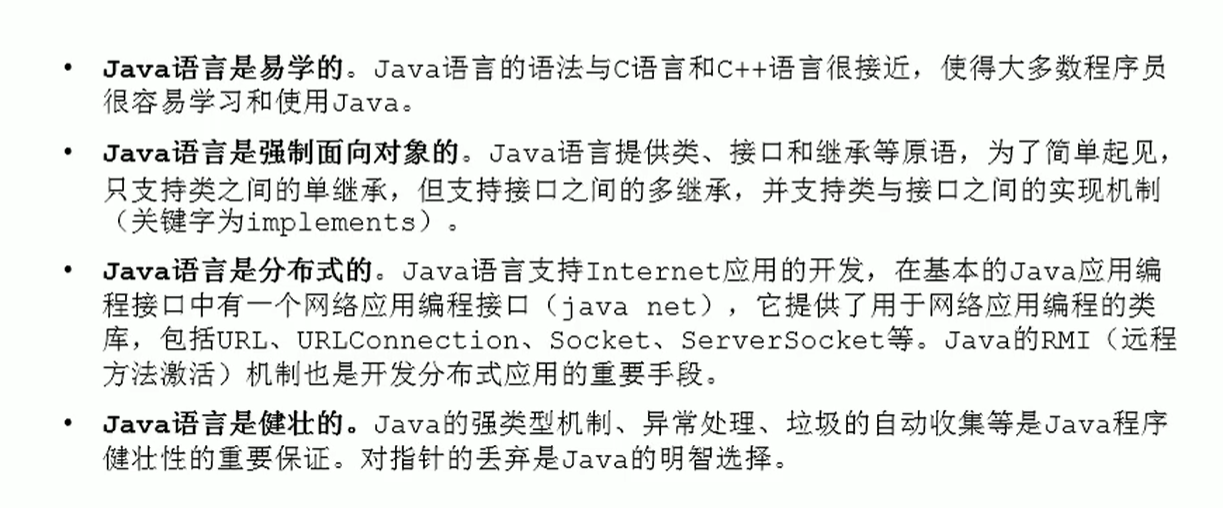 • Java语言是易学的。Java语言的语法与C语言和C++语言很接近，使得大多数程序员
很容易学习和使用Java。
• Java语言是强制面向对象的。Java语言提供类、接口和继承等原语，为了简单起见，
只支持类之间的单继承，但支持接口之间的多继承，并支持类与接口之间的实现机制
（关键字为implements）。
• Java语言是分布式的。Java语言支持Internet应用的开发，在基本的Java应用编
程接口中有一个网络应用编程接口（java net），它提供了用于网络应用编程的类
库，包括URL、URLConnection、Socket、ServerSocket等。Java的RMI（远程
方法激活）机制也是开发分布式应用的重要手段。
• Java语言是健壮的。Java的强类型机制、异常处理、垃圾的自动收集等是Java程序
健壮性的重要保证。对指针的丢弃是Java的明智选择。